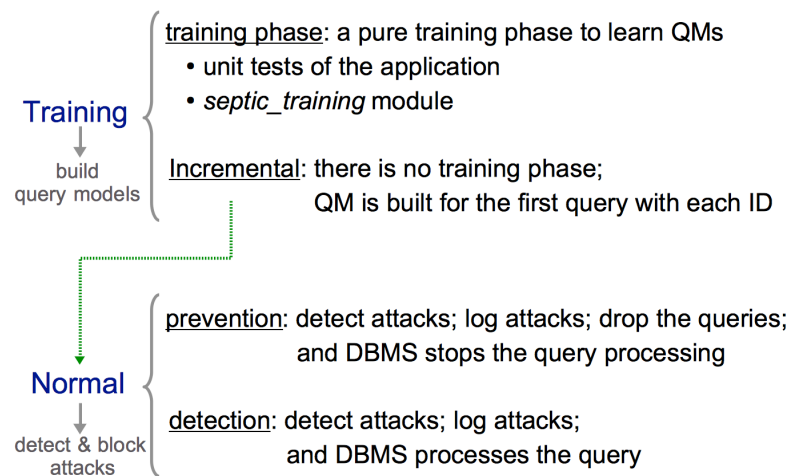 training phase: a pure training phase to learn QMs
• unit tests of the application
• septic_training module
Training
build
query models
Incremental: there is no training phase;
QM is built for the first query with each ID
prevention: detect attacks; log attacks; drop the queries;
and DBMS stops the query processing
Normal
detect & block
attacks
detection: detect attacks; log attacks;
and DBMS processes the query